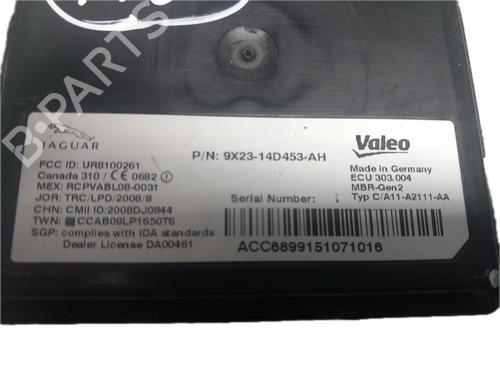 JAGUAR
P/N: 9X23-14D453-AH
Valeo
FCC ID: UR8100261
Canada 310 / CE 0682
MEX: RCPVABL08-0031
JOR: TRC/LPD/2008/8
CHN: CMII ID:2008DJ0844
TWN: CCAB09LP1650T6
SGP: complies with IDA standards
Dealer License DA00461
Made in Germany
ECU 303.004
MBR-Gen2
Typ C/A11-A2111-AA
Serial Number:
ACC6899151071016
B-PARTS